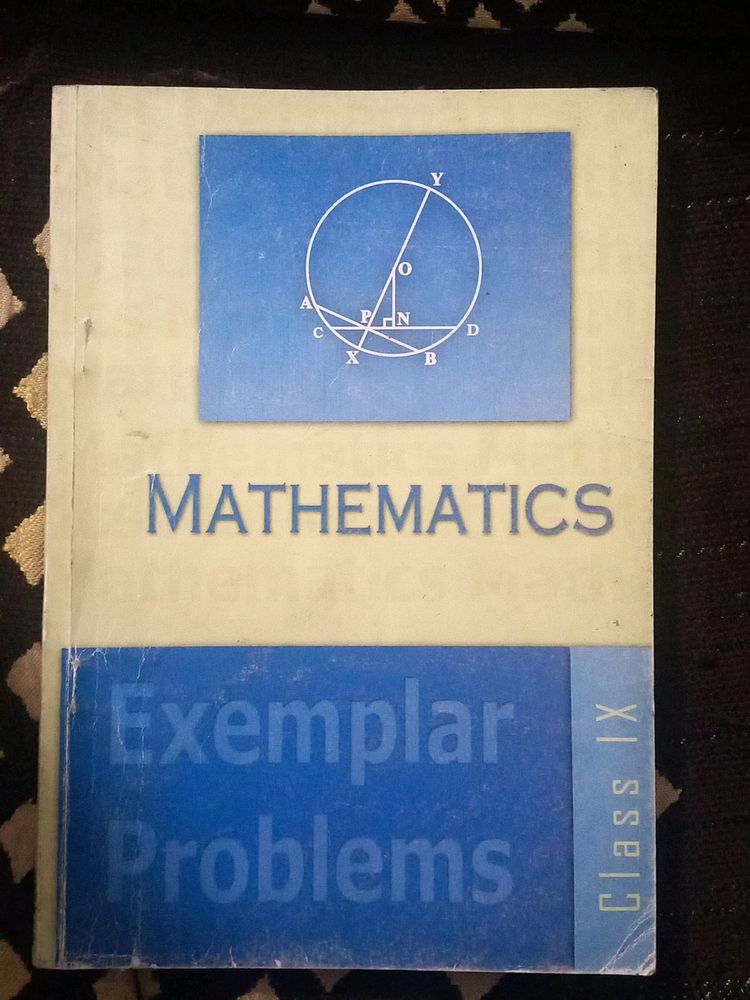 Y
O
A
P N
C D
X B
MATHEMATICS
Exemplar
Problems
Class IX